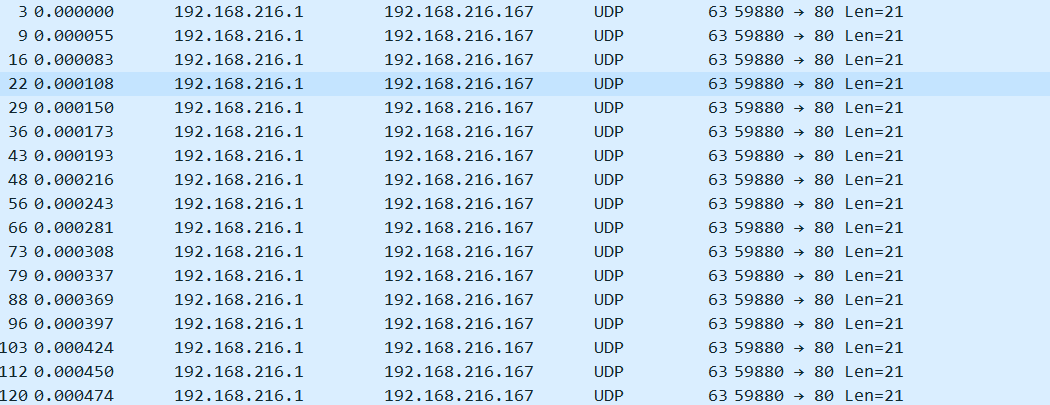 3 0.000000 192.168.216.1 192.168.216.167 UDP 63 59880 → 80 Len=21
9 0.000055 192.168.216.1 192.168.216.167 UDP 63 59880 → 80 Len=21
16 0.000083 192.168.216.1 192.168.216.167 UDP 63 59880 → 80 Len=21
22 0.000108 192.168.216.1 192.168.216.167 UDP 63 59880 → 80 Len=21
29 0.000150 192.168.216.1 192.168.216.167 UDP 63 59880 → 80 Len=21
36 0.000173 192.168.216.1 192.168.216.167 UDP 63 59880 → 80 Len=21
43 0.000193 192.168.216.1 192.168.216.167 UDP 63 59880 → 80 Len=21
48 0.000216 192.168.216.1 192.168.216.167 UDP 63 59880 → 80 Len=21
56 0.000243 192.168.216.1 192.168.216.167 UDP 63 59880 → 80 Len=21
66 0.000281 192.168.216.1 192.168.216.167 UDP 63 59880 → 80 Len=21
73 0.000308 192.168.216.1 192.168.216.167 UDP 63 59880 → 80 Len=21
79 0.000337 192.168.216.1 192.168.216.167 UDP 63 59880 → 80 Len=21
88 0.000369 192.168.216.1 192.168.216.167 UDP 63 59880 → 80 Len=21
96 0.000397 192.168.216.1 192.168.216.167 UDP 63 59880 → 80 Len=21
103 0.000424 192.168.216.1 192.168.216.167 UDP 63 59880 → 80 Len=21
112 0.000450 192.168.216.1 192.168.216.167 UDP 63 59880 → 80 Len=21
120 0.000474 192.168.216.1 192.168.216.167 UDP 63 59880 → 80 Len=21